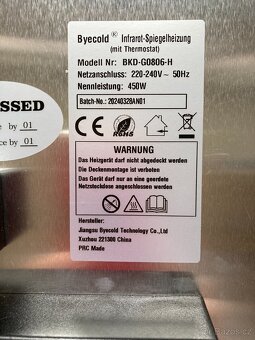 Byecold® Infrarot-Spiegelheizung
(mit Thermostat)
Modell Nr: BKD-G0806-H
Netzanschluss: 220-240V~ 50Hz
Nennleistung: 450W
Batch-No.: 20240328AN01
CE
RoHS
WARNUNG
Das Heizgerät darf nicht abgedeckt werden
Die Deckenmontage ist verboten.
Das Gerät darf nur an eine geerdete
Netzsteckdose angeschlossen werden.
Hersteller:
Jiangsu Byecold Technology Co.,Ltd
Xuzhou 221300 China
PRC Made
SSED
e by 01
ce by 01